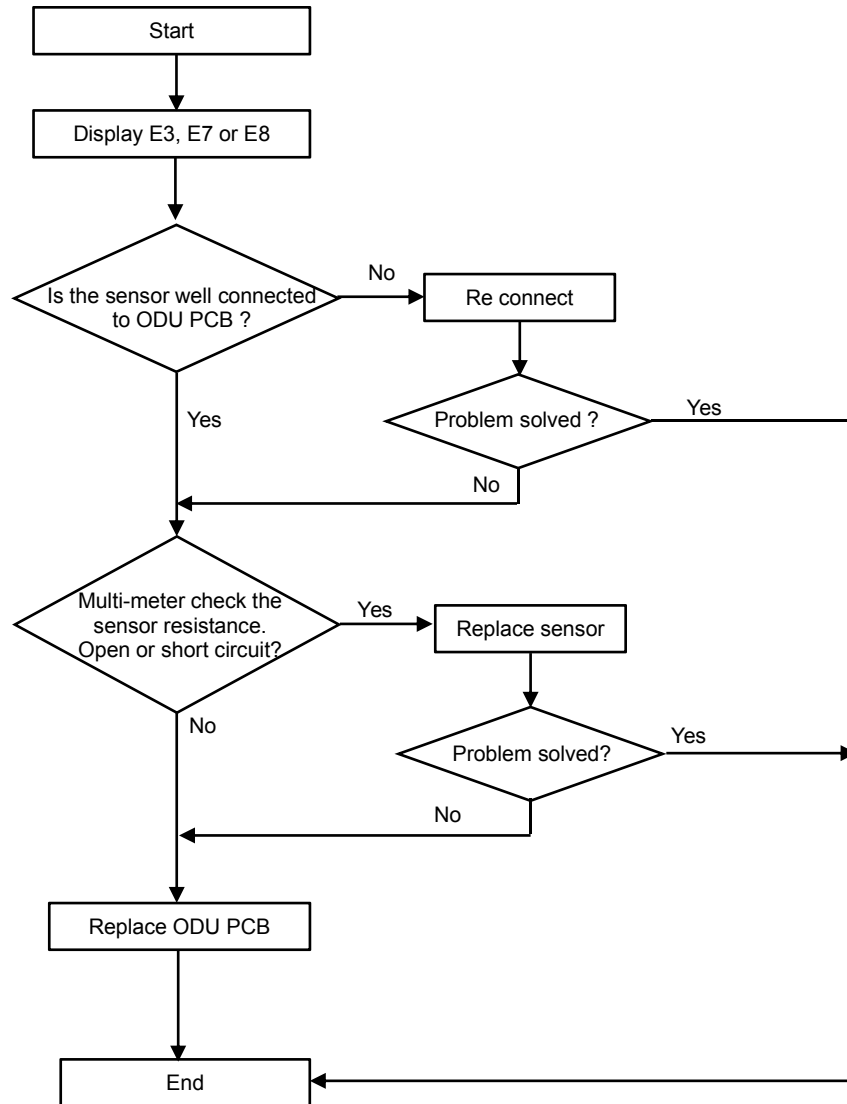 Start
Display E3, E7 or E8
Is the sensor well connected
to ODU PCB ?
No
Re connect
Yes
Problem solved ?
Yes
No
Multi-meter check the
sensor resistance.
Open or short circuit?
Yes
Replace sensor
No
Problem solved?
Yes
No
Replace ODU PCB
End